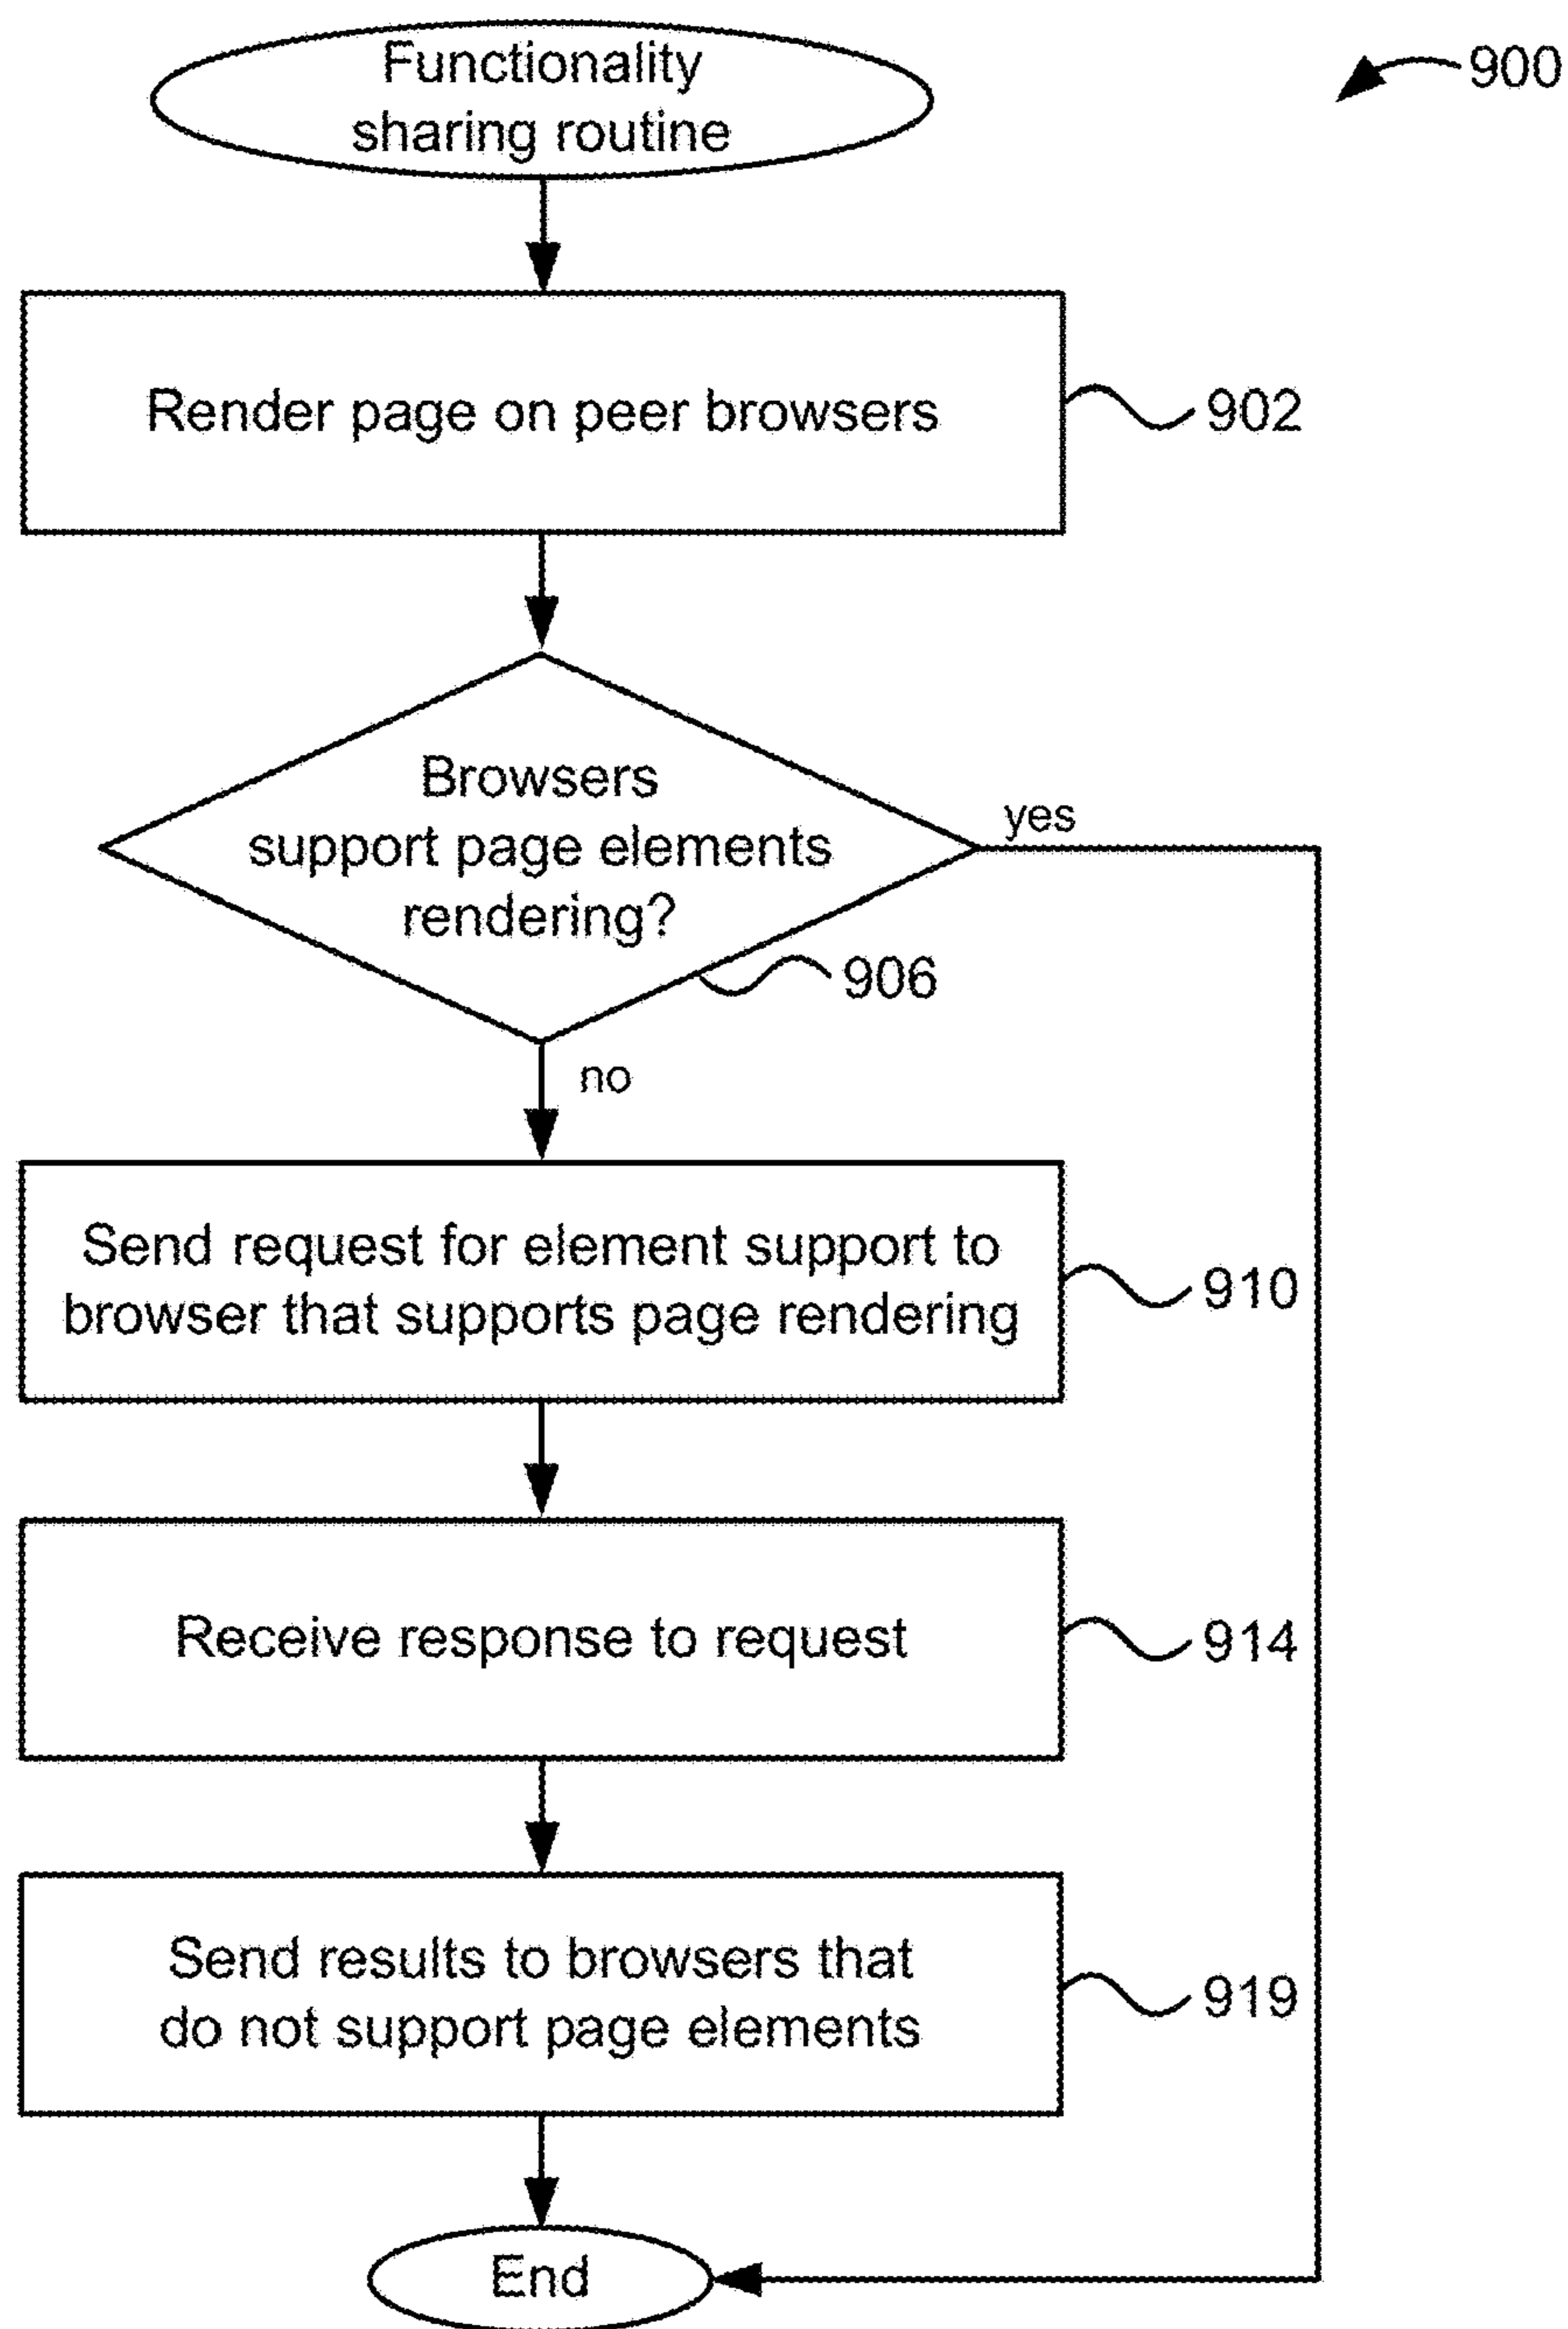 Functionality
sharing routine
900
Render page on peer browsers
902
Browsers
support page elements
rendering?
yes
906
no
Send request for element support to
browser that supports page rendering
910
Receive response to request
914
Send results to browsers that
do not support page elements
919
End